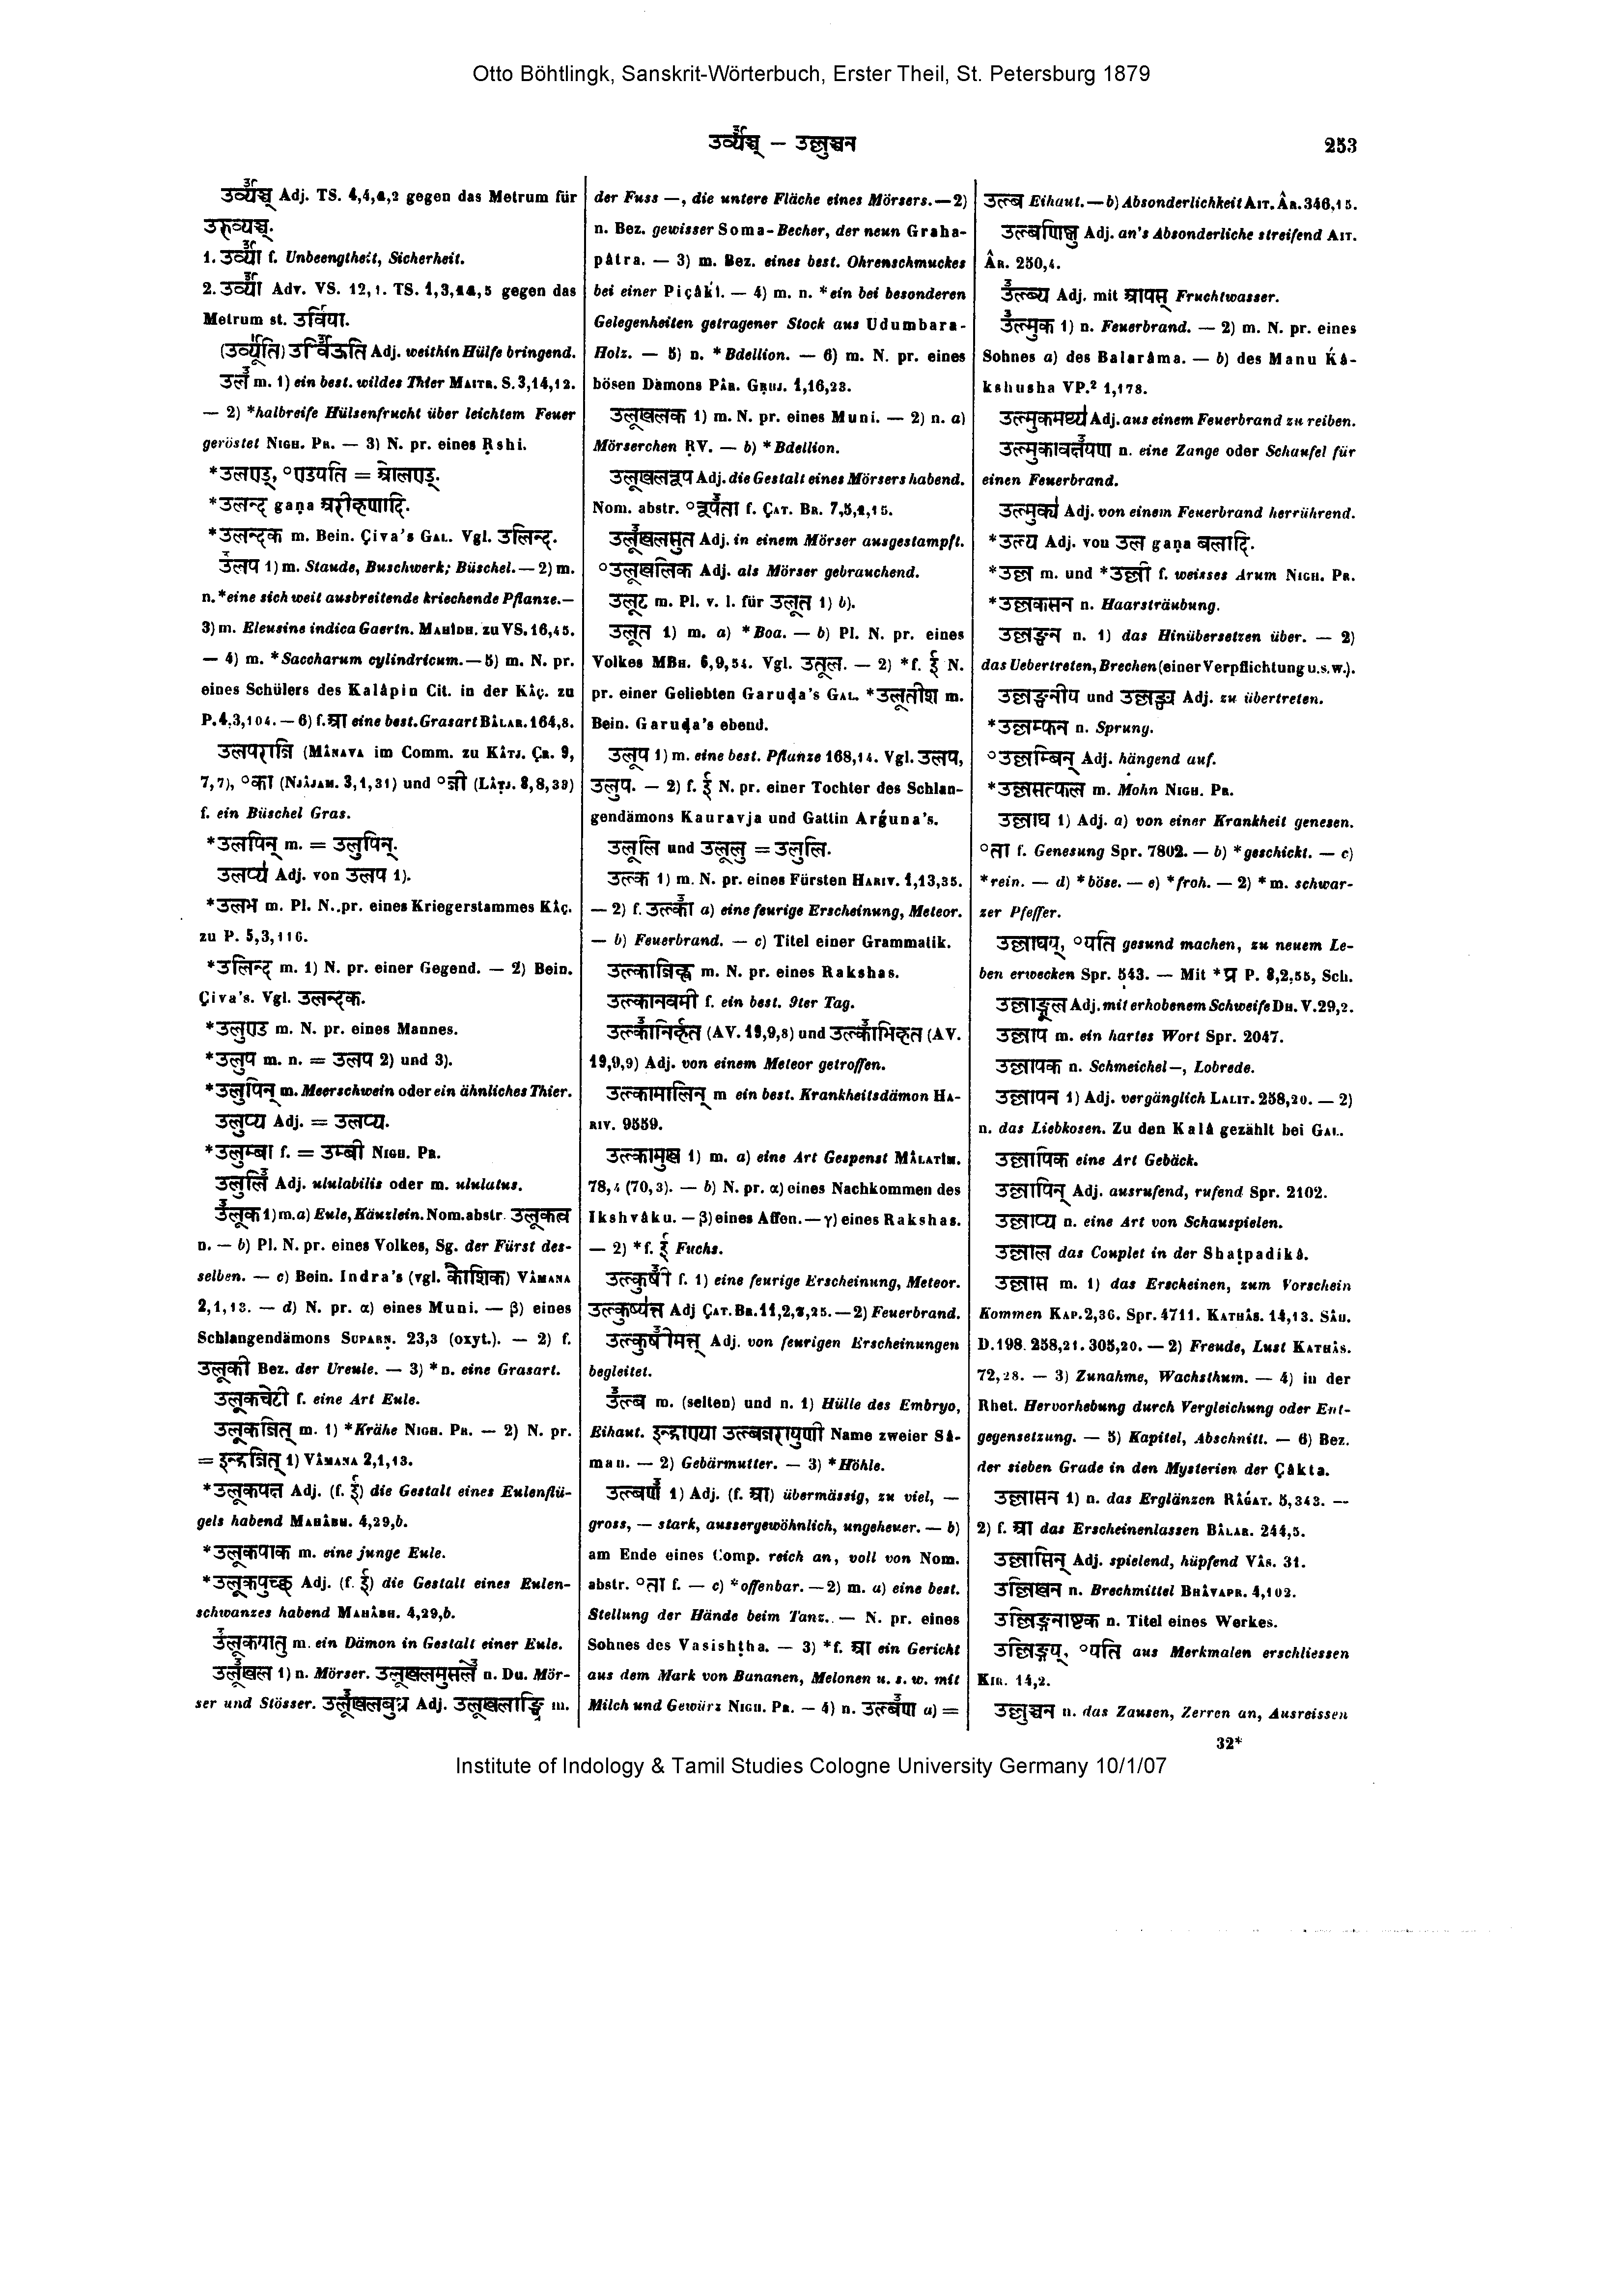 Otto Böhtlingk, Sanskrit-Wörterbuch, Erster Theil, St. Petersburg 1879
उर्व्यञ्च् — उल्लुञ्चन 253
उर्व्यञ्च् Adj. TS. 4,4,4,2 gegen das Metrum für
उरुव्यञ्च्.
1. उर्व्या f. Unbeengtheit, Sicherheit.
2. उर्व्या Adv. VS. 12,1. TS. 1,3,14,5 gegen das
Metrum st. उर्विया.
(उर्व्यूति) उर्विऊति Adj. weithin Hülfe bringend.
उल m. 1) ein best. wildes Thier MAITR. S. 3,14,12.
— 2) *halbreife Hülsenfrucht über leichtem Feuer
geröstet NIGH. PR. — 3) N. pr. eines Ṛshi.
*उलण्ड्, °ण्डयति = ओलण्ड्.
*उलन्द gaṇa अरीहणादि.
*उलन्दक m. Bein. Çiva's GAL. Vgl. उलिन्द.
उलप 1) m. Staude, Buschwerk; Büschel. — 2) m.
n. *eine sich weit ausbreitende kriechende Pflanze. —
3) m. Eleusine indica Gaertn. MAHÎDH. zu VS. 16,45.
— 4) m. *Saccharum cylindricum. — 5) m. N. pr.
eines Schülers des Kalâpin Cit. in der KÂÇ. zu
P. 4,3,104. — 6) f. आ eine best. Grasart BÂLAR. 164,8.
उलपराजि (MÂNAVA im Comm. zu KÂTJ. ÇR. 9,
7,7), °का (NJÂJAM. 3,1,31) und °जी (LÂṬJ. 8,8,39)
f. ein Büschel Gras.
*उलपिन् m. = उलुपिन्.
उलप्य Adj. von उलप 1).
*उलभ m. Pl. N. pr. eines Kriegerstammes KÂÇ.
zu P. 5,3,116.
*उलिन्द m. 1) N. pr. einer Gegend. — 2) Bein.
Çiva's. Vgl. उलन्दक.
*उलुण्ड m. N. pr. eines Mannes.
*उलुप m. n. = उलप 2) und 3).
*उलुपिन् m. Meerschwein oder ein ähnliches Thier.
उलुप्य Adj. = उलप्य.
*उलुम्बा f. = उम्बी NIGH. PR.
उलुलि Adj. ululabilis oder m. ululatus.
उलूक 1) m. a) Eule, Käuzlein. Nom. abstr. उलूकत्व
n. — b) Pl. N. pr. eines Volkes, Sg. der Fürst des-
selben. — c) Bein. Indra's (vgl. कौशिक) VÂMANA
2,1,13. — d) N. pr. α) eines Muni. — β) eines
Schlangendämons SUPARṆ. 23,3 (oxyt.). — 2) f.
उलूकी Bez. der Ureule. — 3) *n. eine Grasart.
उलूकचेटी f. eine Art Eule.
उलूकजित् m. 1) *Krähe NIGH. PR. — 2) N. pr.
= इन्द्रजित् 1) VÂMANA 2,1,13.
*उलूकपत्त Adj. (f. ई) die Gestalt eines Eulenflü-
gels habend MAHÂBH. 4,29,b.
*उलूकपाक m. eine junge Eule.
*उलूकपुच्छ Adj. (f. ई) die Gestalt eines Eulen-
schwanzes habend MAHÂBH. 4,29,b.
उलूकयातु m. ein Dämon in Gestalt einer Eule.
उलूखल 1) n. Mörser. उलूखलमुसले n. Du. Mör-
ser und Stösser. उलूखलबुध्न Adj. उलूखलाङ्घ्रि m.
der Fuss —, die untere Fläche eines Mörsers. — 2)
n. Bez. gewisser Soma-Becher, der neun Graha-
pâtra. — 3) m. Bez. eines best. Ohrenschmuckes
bei einer Piçâkî. — 4) m. n. *ein bei besonderen
Gelegenheiten getragener Stock aus Udumbara-
Holz. — 5) n. *Bdellion. — 6) m. N. pr. eines
bösen Dämons PÂR. GṚHJ. 1,16,23.
उलूखलक 1) m. N. pr. eines Muni. — 2) n. a)
Mörserchen ṚV. — b) *Bdellion.
उलूखलरूप Adj. die Gestalt eines Mörsers habend.
Nom. abstr. °रूपता f. ÇAT. BR. 7,5,1,15.
उलूखलसुत Adj. in einem Mörser ausgestampft.
°उलूखलिक Adj. als Mörser gebrauchend.
उलूट m. Pl. v. l. für उलूत 1) b).
उलूत 1) m. a) *Boa. — b) Pl. N. pr. eines
Volkes MBH. 6,9,54. Vgl. उतूल. — 2) *f. ई N.
pr. einer Geliebten Garuḍa's GAL. *उलूतीश m.
Bein. Garuḍa's ebend.
उलूप 1) m. eine best. Pflanze 168,14. Vgl. उलप,
उलुप. — 2) f. ई N. pr. einer Tochter des Schlan-
gendämons Kauravja und Gattin Arǵuna's.
उलूलि und उलूलु = उलुलि.
उल्क 1) m. N. pr. eines Fürsten HARIV. 1,13,35.
— 2) f. उल्का a) eine feurige Erscheinung, Meteor.
— b) Feuerbrand. — c) Titel einer Grammatik.
उल्काजिह्व m. N. pr. eines Rakshas.
उल्कानवमी f. ein best. 9ter Tag.
उल्कानिर्हत (AV. 19,9,8) und उल्काभिहत (AV.
19,9,9) Adj. von einem Meteor getroffen.
उल्कामालिन् m ein best. Krankheitsdämon HA-
RIV. 9559.
उल्कामुख 1) m. a) eine Art Gespenst MÂLATÎM.
78,4 (70,3). — b) N. pr. α) eines Nachkommen des
Ikshvâku. — β) eines Affen. — γ) eines Rakshas.
— 2) *f. ई Fuchs.
उल्कुषी f. 1) eine feurige Erscheinung, Meteor.
उल्कुष्यन्त Adj ÇAT. BR. 11,2,7,25. — 2) Feuerbrand.
उल्कुषीमत्त् Adj. von feurigen Erscheinungen
begleitet.
उल्ब m. (selten) und n. 1) Hülle des Embryo,
Eihaut. इन्द्राण्या उल्बजरायुणी Name zweier Sâ-
man. — 2) Gebärmutter. — 3) *Höhle.
उल्बण 1) Adj. (f. आ) übermässig, zu viel, —
gross, — stark, aussergewöhnlich, ungeheuer. — b)
am Ende eines Comp. reich an, voll von Nom.
abstr. °ता f. — c) *offenbar. — 2) m. a) eine best.
Stellung der Hände beim Tanz. — N. pr. eines
Sohnes des Vasishṭha. — 3) *f. आ ein Gericht
aus dem Mark von Bananen, Melonen u. s. w. mit
Milch und Gewürz NIGH. PR. — 4) n. उल्बण a) =
उल्ब Eihaut. — b) Absonderlichkeit AIT. ÂR. 346,15.
उल्बणिष्णु Adj. an's Absonderliche streifend AIT.
ÂR. 250,4.
उल्ब्य Adj. mit आपस् Fruchtwasser.
उल्मुक 1) n. Feuerbrand. — 2) m. N. pr. eines
Sohnes a) des Balarâma. — b) des Manu Ḱâ-
kshusha VP.² 1,178.
उल्मुकमथ्य Adj. aus einem Feuerbrand zu reiben.
उल्मुकावक्षयण n. eine Zange oder Schaufel für
einen Feuerbrand.
उल्मुक्य Adj. von einem Feuerbrand herrührend.
*उल्य Adj. von उल gaṇa बलादि.
*उल्ल m. und *उल्ली f. weisses Arum NIGH. PR.
*उल्लकसन n. Haarsträubung.
उल्लङ्घन n. 1) das Hinübersetzen über. — 2)
das Uebertreten, Brechen (einer Verpflichtung u.s.w.).
उल्लङ्घनीय und उल्लङ्घ्य Adj. zu übertreten.
*उल्लम्फन n. Sprung.
°उल्लम्बिन् Adj. hängend auf.
*उल्लसत्फल m. Mohn NIGH. PR.
उल्लाघ 1) Adj. a) von einer Krankheit genesen.
°ता f. Genesung Spr. 7802. — b) *geschickt. — c)
*rein. — d) *böse. — e) *froh. — 2) *m. schwar-
zer Pfeffer.
उल्लाघय्, °यति gesund machen, zu neuem Le-
ben erwecken Spr. 543. — Mit *प्र P. 8,2,55, Sch.
उल्लाङ्गूल Adj. mit erhobenem Schweife DH. V. 29,2.
उल्लाप m. ein hartes Wort Spr. 2047.
उल्लापक n. Schmeichel—, Lobrede.
उल्लापन 1) Adj. vergänglich LALIT. 258,20. — 2)
n. das Liebkosen. Zu den Kalâ gezählt bei GAL.
उल्लापिक eine Art Gebäck.
उल्लापिन् Adj. ausrufend, rufend Spr. 2102.
उल्लाप्य n. eine Art von Schauspielen.
उल्लाल das Couplet in der Shaṭpadikâ.
उल्लास m. 1) das Erscheinen, zum Vorschein
Kommen KAP. 2,36. Spr. 4711. KATHÂS. 14,13. SÂH.
D. 198. 258,21. 305,20. — 2) Freude, Lust KATHÂS.
72,28. — 3) Zunahme, Wachsthum. — 4) in der
Rhet. Hervorhebung durch Vergleichung oder Ent-
gegensetzung. — 5) Kapitel, Abschnitt. — 6) Bez.
der sieben Grade in den Mysterien der Çâkta.
उल्लासन 1) n. das Erglänzen RÂǴAT. 5,343. —
2) f. आ das Erscheinenlassen BÂLAR. 244,5.
उल्लासिन् Adj. spielend, hüpfend VÂS. 31.
उल्लिखन n. Brechmittel BHÂVAPR. 4,102.
उल्लिङ्गनाष्टक n. Titel eines Werkes.
उल्लिङ्गय्, °यति aus Merkmalen erschliessen
KIR. 14,2.
उल्लुञ्चन n. das Zausen, Zerren an, Ausreissen
32*
Institute of Indology & Tamil Studies Cologne University Germany 10/1/07